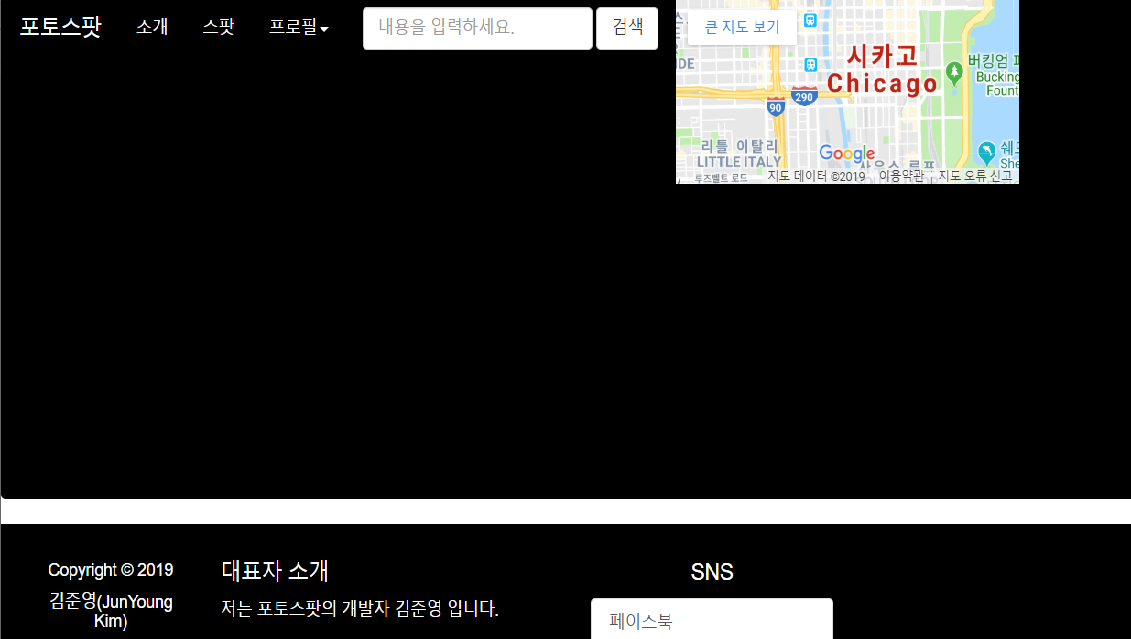 포토스팟 소개 스팟 프로필 내용을 입력하세요. 검색
큰 지도 보기
시카고
Chicago
버킹엄
Bucking
Fount
IDE
290
90
리틀 이탈리
LITTLE ITALY
Google
루즈벨트 로드
쉐드
She
지도 데이터 ©2019 이용약관 지도 오류 신고
Copyright © 2019
김준영(JunYoung
Kim)
대표자 소개
저는 포토스팟의 개발자 김준영 입니다.
SNS
페이스북